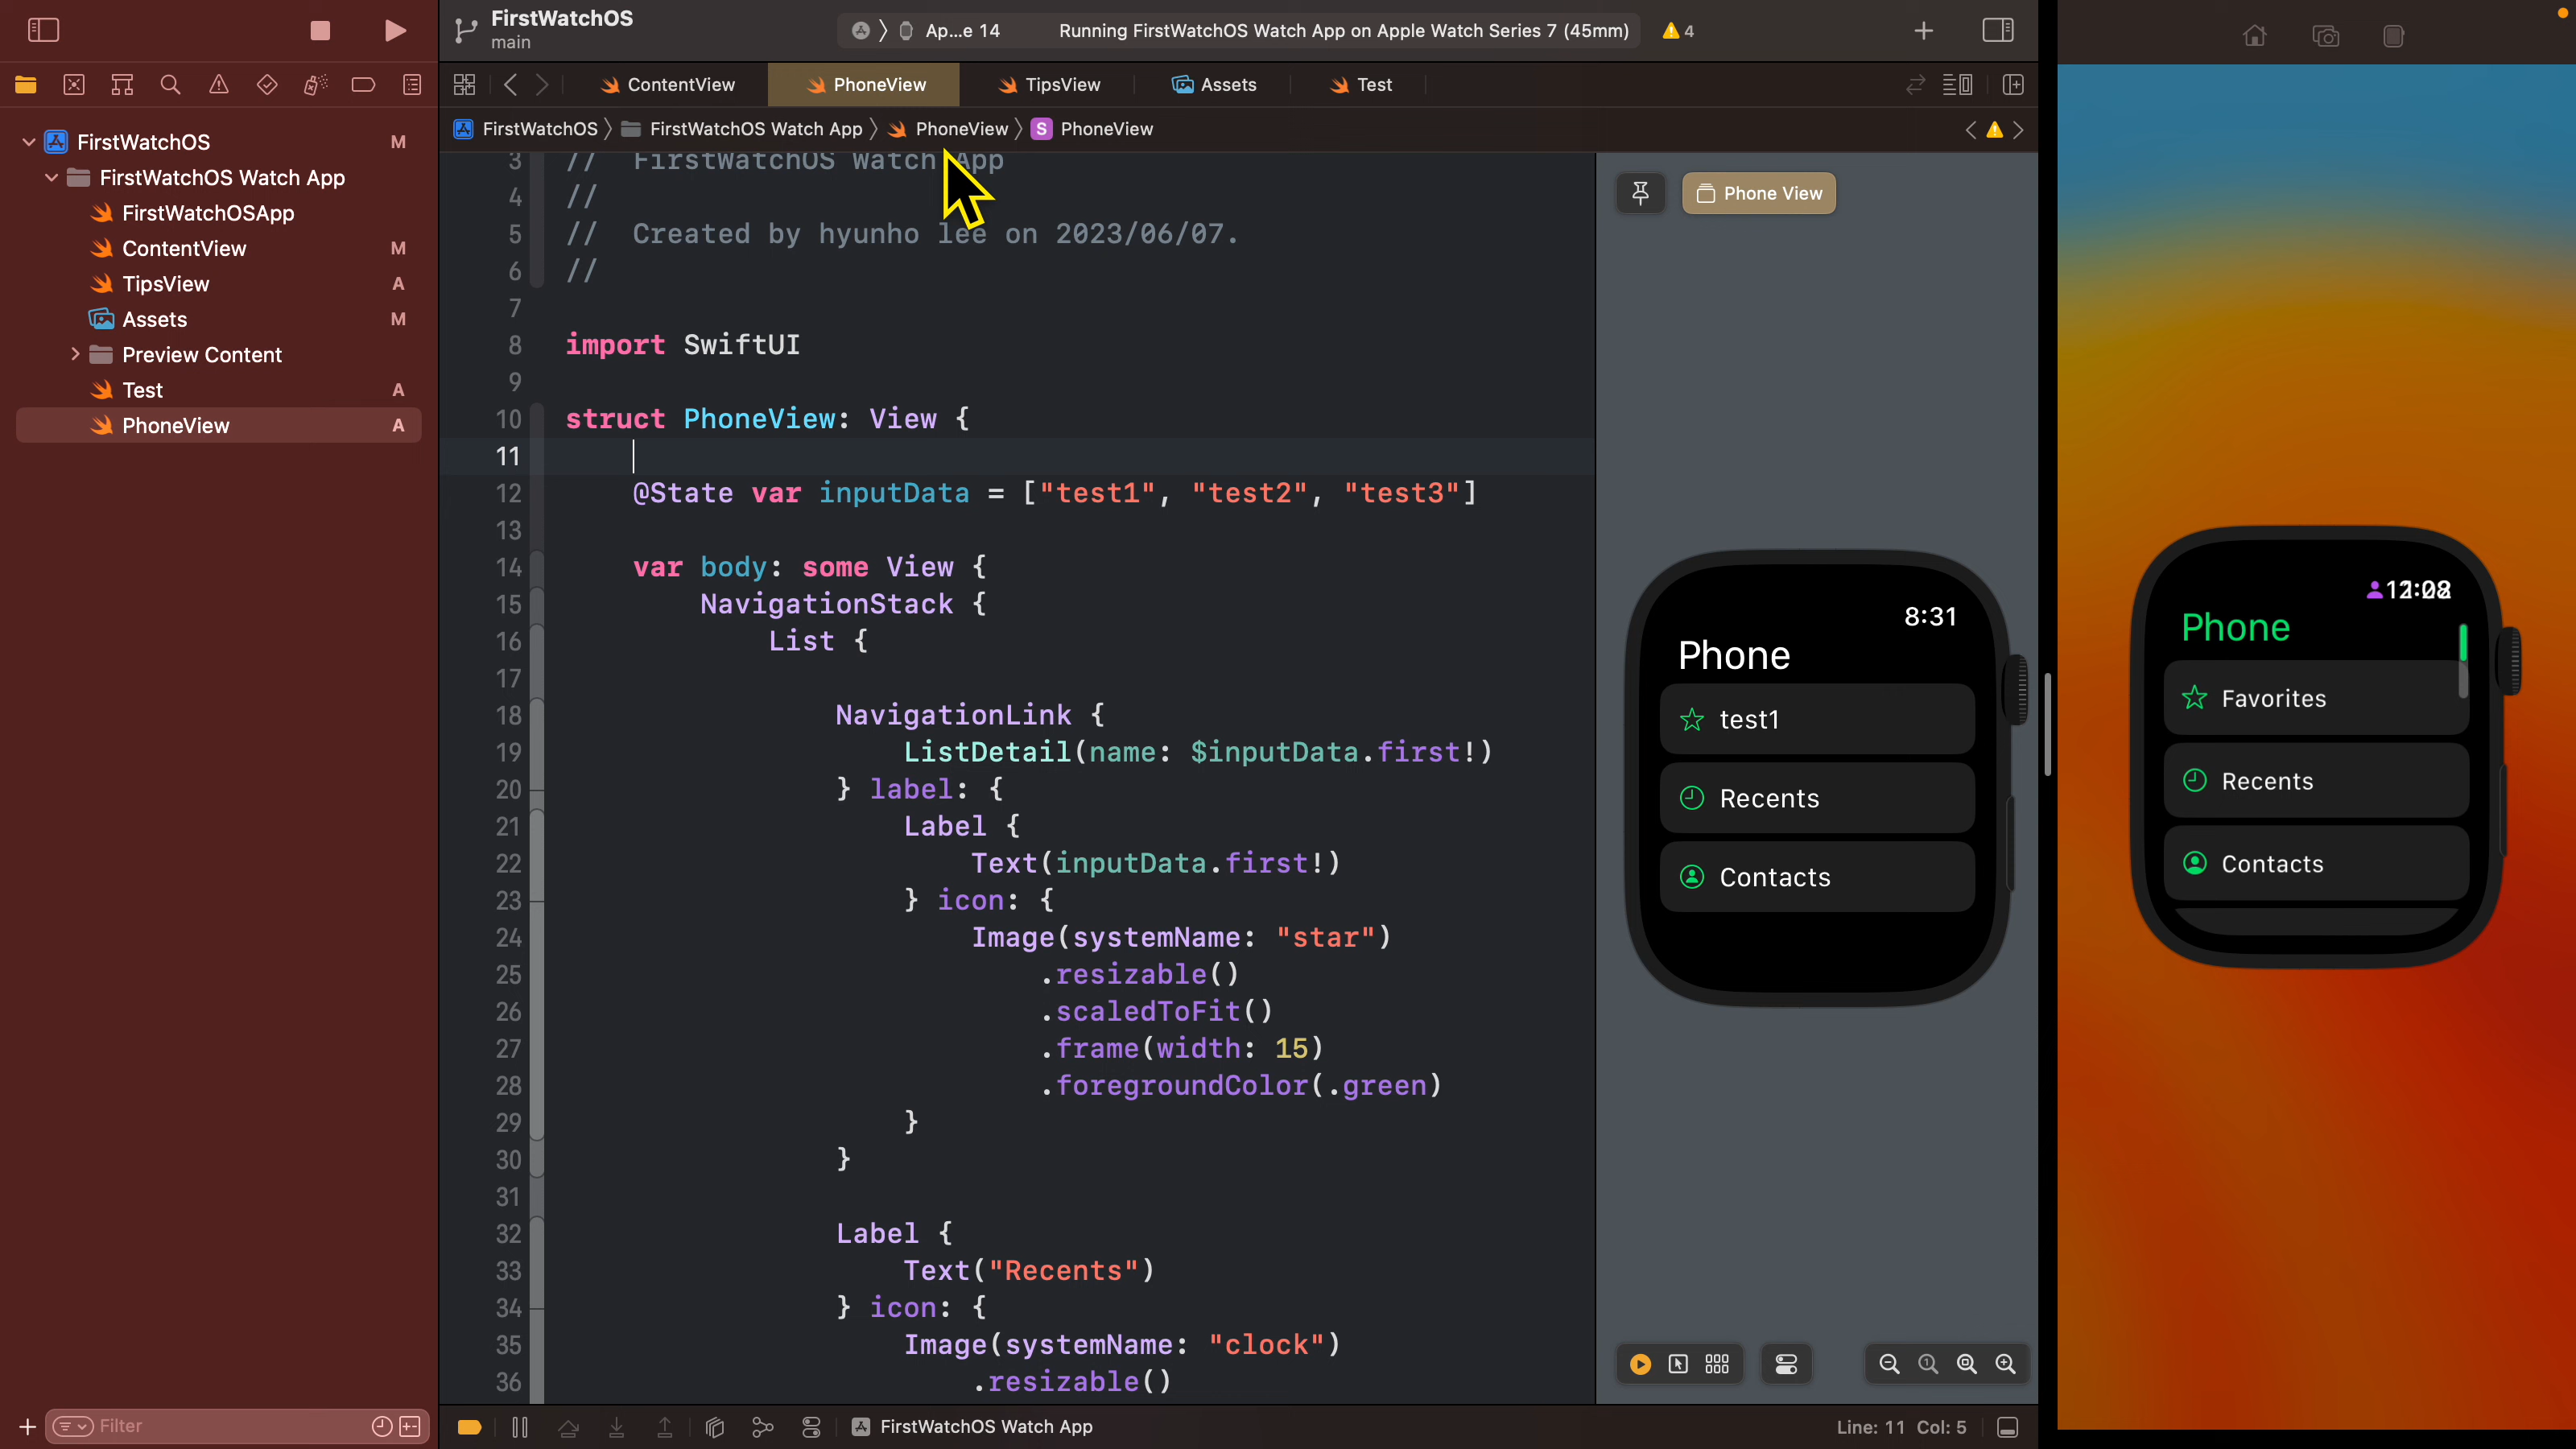 FirstWatchOS
main
Ap...e 14
Running FirstWatchOS Watch App on Apple Watch Series 7 (45mm)
4
ContentView
PhoneView
TipsView
Assets
Test
FirstWatchOS
FirstWatchOS Watch App
PhoneView
S
PhoneView
FirstWatchOS
M
FirstWatchOS Watch App
FirstWatchOSApp
ContentView
M
TipsView
A
Assets
M
Preview Content
Test
A
PhoneView
A
Filter
3 //  FirstWatchOS Watch App
4 //
5 //  Created by hyunho lee on 2023/06/07.
6 //
7
8 import SwiftUI
9
10 struct PhoneView: View {
11
12     @State var inputData = ["test1", "test2", "test3"]
13
14     var body: some View {
15         NavigationStack {
16             List {
17
18                 NavigationLink {
19                     ListDetail(name: $inputData.first!)
20                 } label: {
21                     Label {
22                         Text(inputData.first!)
23                     } icon: {
24                         Image(systemName: "star")
25                             .resizable()
26                             .scaledToFit()
27                             .frame(width: 15)
28                             .foregroundColor(.green)
29                     }
30                 }
31
32                 Label {
33                     Text("Recents")
34                 } icon: {
35                     Image(systemName: "clock")
36                         .resizable()
Phone View
8:31
Phone
test1
Recents
Contacts
Phone
Favorites
Recents
Contacts
FirstWatchOS Watch App
Line: 11 Col: 5